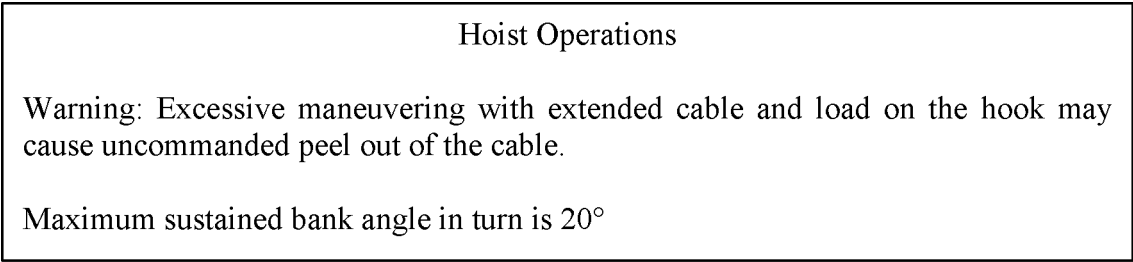 Hoist Operations
Warning: Excessive maneuvering with extended cable and load on the hook may
cause uncommanded peel out of the cable.
Maximum sustained bank angle in turn is 20°